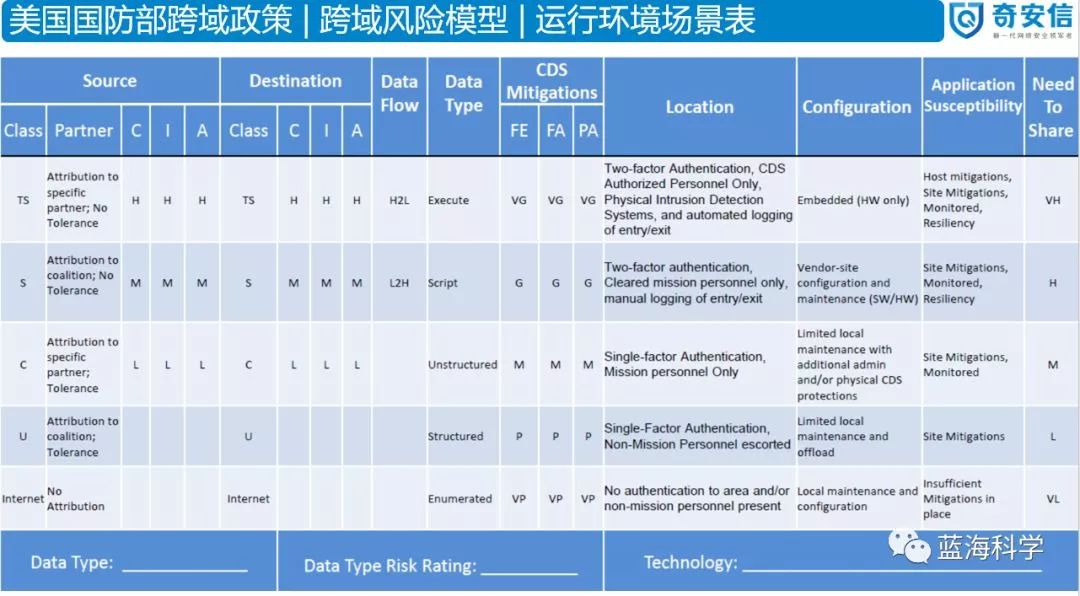 美国国防部跨域政策 | 跨域风险模型 | 运行环境场景表
奇安信
新一代网络安全领军者
Source Destination Data Flow Data Type CDS Mitigations Location Configuration Application Susceptibility Need To Share
Class Partner C I A Class C I A FE FA PA
TS Attribution to specific partner; No Tolerance H H H TS H H H H2L Execute VG VG VG Two-factor Authentication, CDS Authorized Personnel Only, Physical Intrusion Detection Systems, and automated logging of entry/exit Embedded (HW only) Host mitigations, Site Mitigations, Monitored, Resiliency VH
S Attribution to coalition; No Tolerance M M M S M M M L2H Script G G G Two-factor authentication, Cleared mission personnel only, manual logging of entry/exit Vendor-site configuration and maintenance (SW/HW) Site Mitigations, Monitored, Resiliency H
C Attribution to specific partner; Tolerance L L L C L L L Unstructured M M M Single-factor Authentication, Mission personnel Only Limited local maintenance with additional admin and/or physical CDS protections Site Mitigations, Monitored M
U Attribution to coalition; Tolerance U Structured P P P Single-Factor Authentication, Non-Mission Personnel escorted Limited local maintenance and offload Site Mitigations L
Internet No Attribution Internet Enumerated VP VP VP No authentication to area and/or non-mission personnel present Local maintenance and configuration Insufficient Mitigations in place VL
Data Type: Data Type Risk Rating: Technology:
蓝海科学